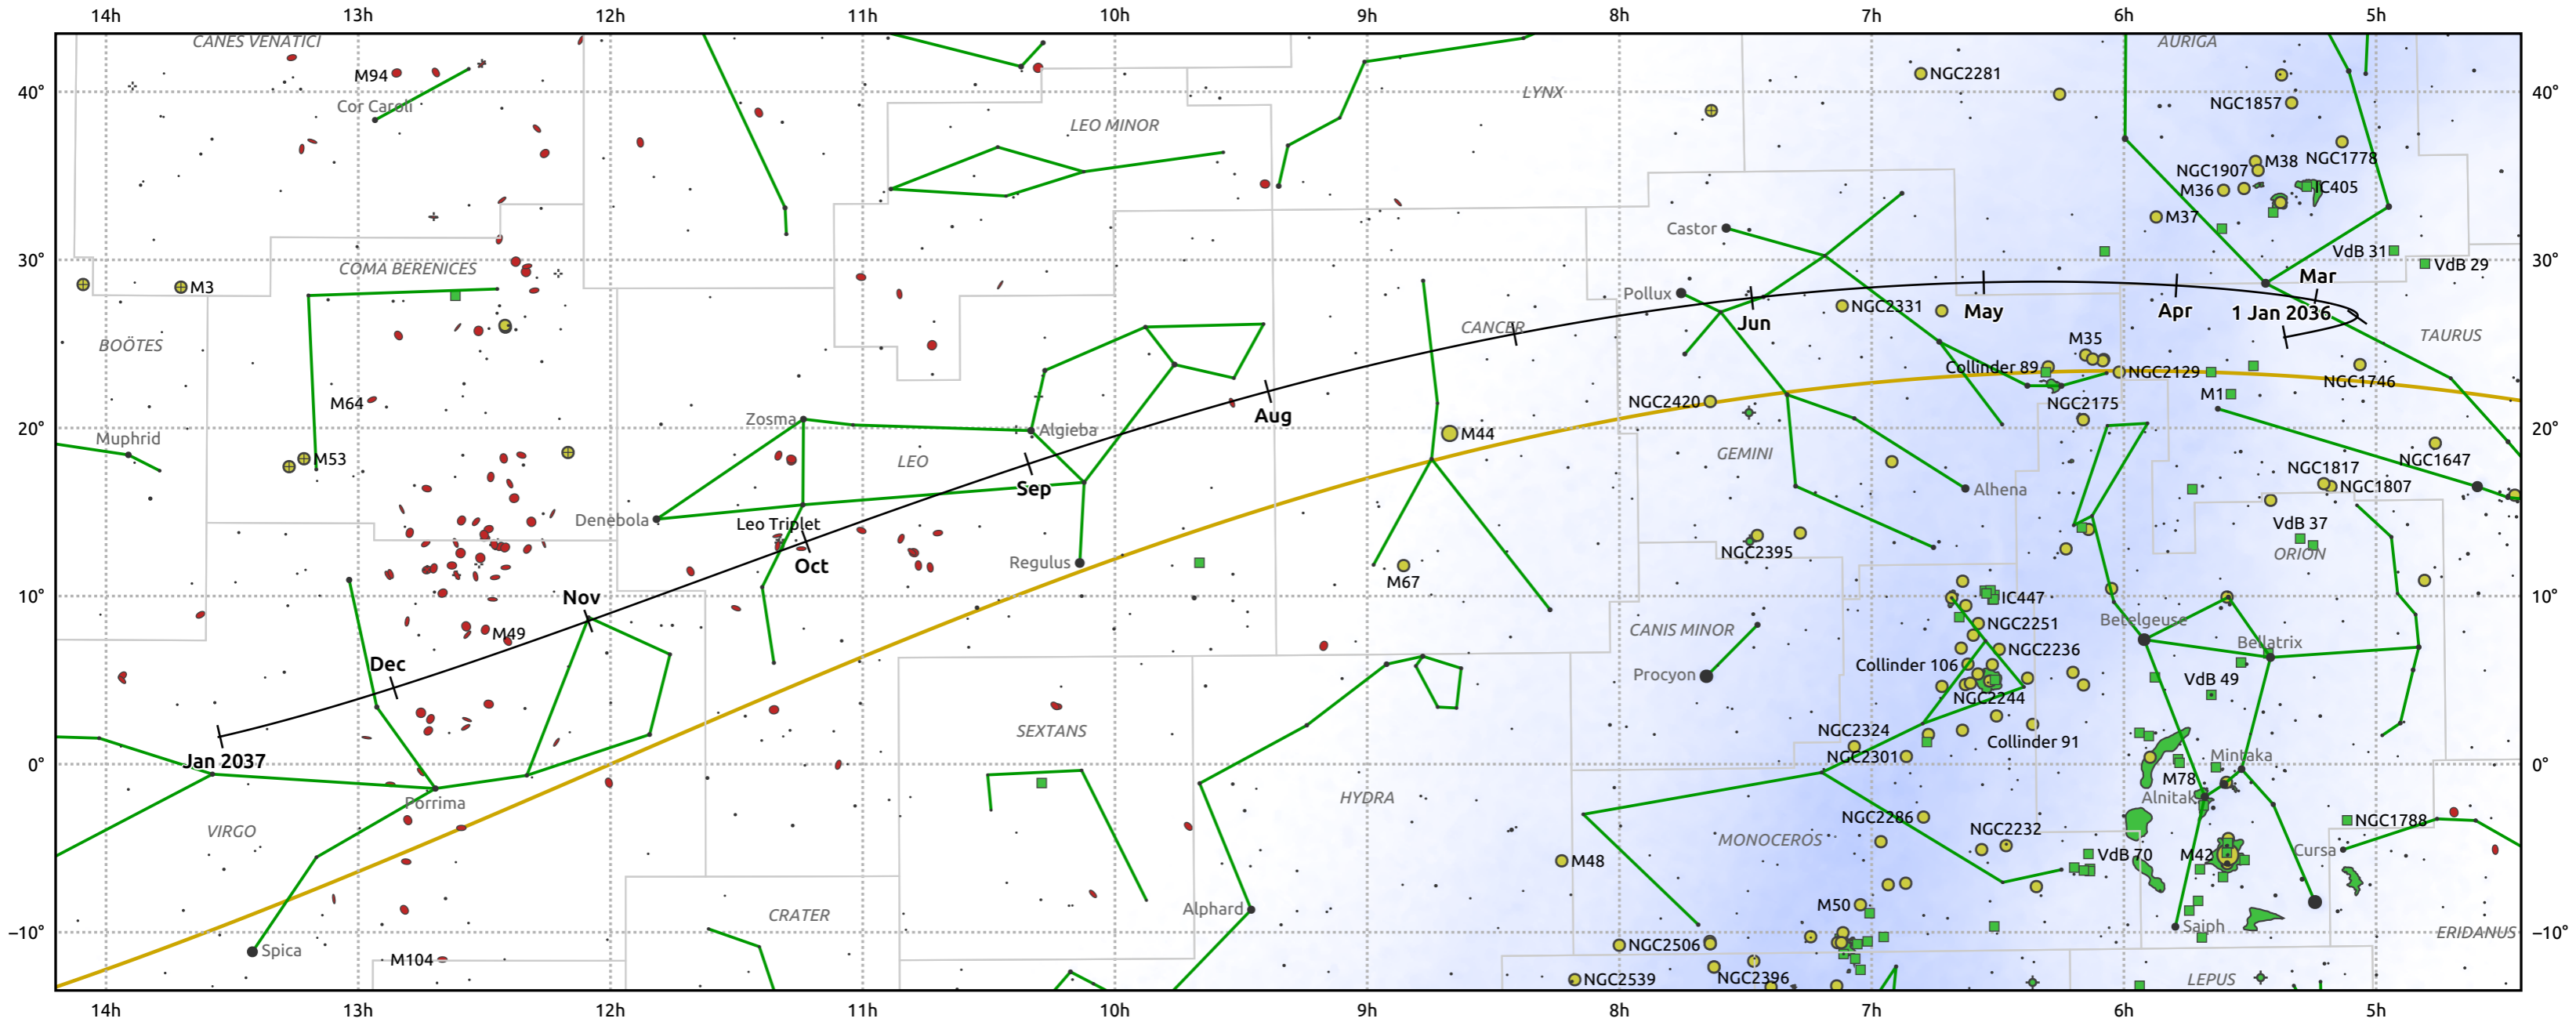 14h 13h 12h 11h 10h 9h 8h 7h 6h 5h
CANES VENATICI
AURIGA
M94
NGC2281
40°
LYNX
40°
Cor Caroli
NGC1857
LEO MINOR
M38 NGC1778
NGC1907
M36 IC405
M37
Castor
VdB 31
30°
COMA BERENICES
VdB 29
30°
M3
Mar
Pollux
NGC2331
May
Apr
1 Jan 2036
Jun
CANCER
BOÖTES
TAURUS
M35
Collinder 89
NGC2129
NGC1746
M64
NGC2420
NGC2175
M1
Aug
Zosma
20°
Algieba
20°
Muphrid
M44
M53
LEO
GEMINI
NGC1647
NGC1817
NGC1807
Sep
Alhena
Denebola
Leo Triplet
VdB 37
NGC2395
ORION
Oct
Regulus
M67
10°
Nov
IC447
10°
NGC2251
Betelgeuse
M49
CANIS MINOR
NGC2236
Bellatrix
Dec
Collinder 106
Procyon
VdB 49
NGC2244
SEXTANS
NGC2324
Collinder 91
Jan 2037
NGC2301
Mintaka
0°
0°
M78
Porrima
HYDRA
Alnitak
VIRGO
NGC2286
NGC2232
NGC1788
MONOCEROS
M48
VdB 70
M42
Cursa
CRATER
Alphard
M50
Saiph
−10°
ERIDANUS
−10°
Spica
NGC2506
M104
NGC2539
NGC2396
LEPUS
14h 13h 12h 11h 10h 9h 8h 7h 6h 5h